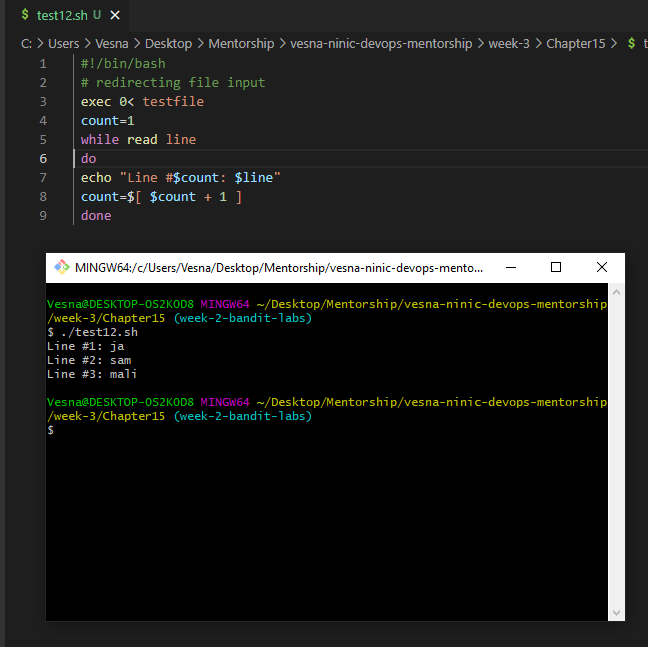 $ test12.sh U ×
C: > Users > Vesna > Desktop > Mentorship > vesna-ninic-devops-mentorship > week-3 > Chapter15 > $ t
1 #!/bin/bash
2 # redirecting file input
3 exec 0< testfile
4 count=1
5 while read line
6 do
7 echo "Line #$count: $line"
8 count=$[ $count + 1 ]
9 done
MINGW64:/c/Users/Vesna/Desktop/Mentorship/vesna-ninic-devops-mento...
Vesna@DESKTOP-OS2KOD8 MINGW64 ~/Desktop/Mentorship/vesna-ninic-devops-mentorship
/week-3/Chapter15 (week-2-bandit-labs)
$ ./test12.sh
Line #1: ja
Line #2: sam
Line #3: mali
Vesna@DESKTOP-OS2KOD8 MINGW64 ~/Desktop/Mentorship/vesna-ninic-devops-mentorship
/week-3/Chapter15 (week-2-bandit-labs)
$